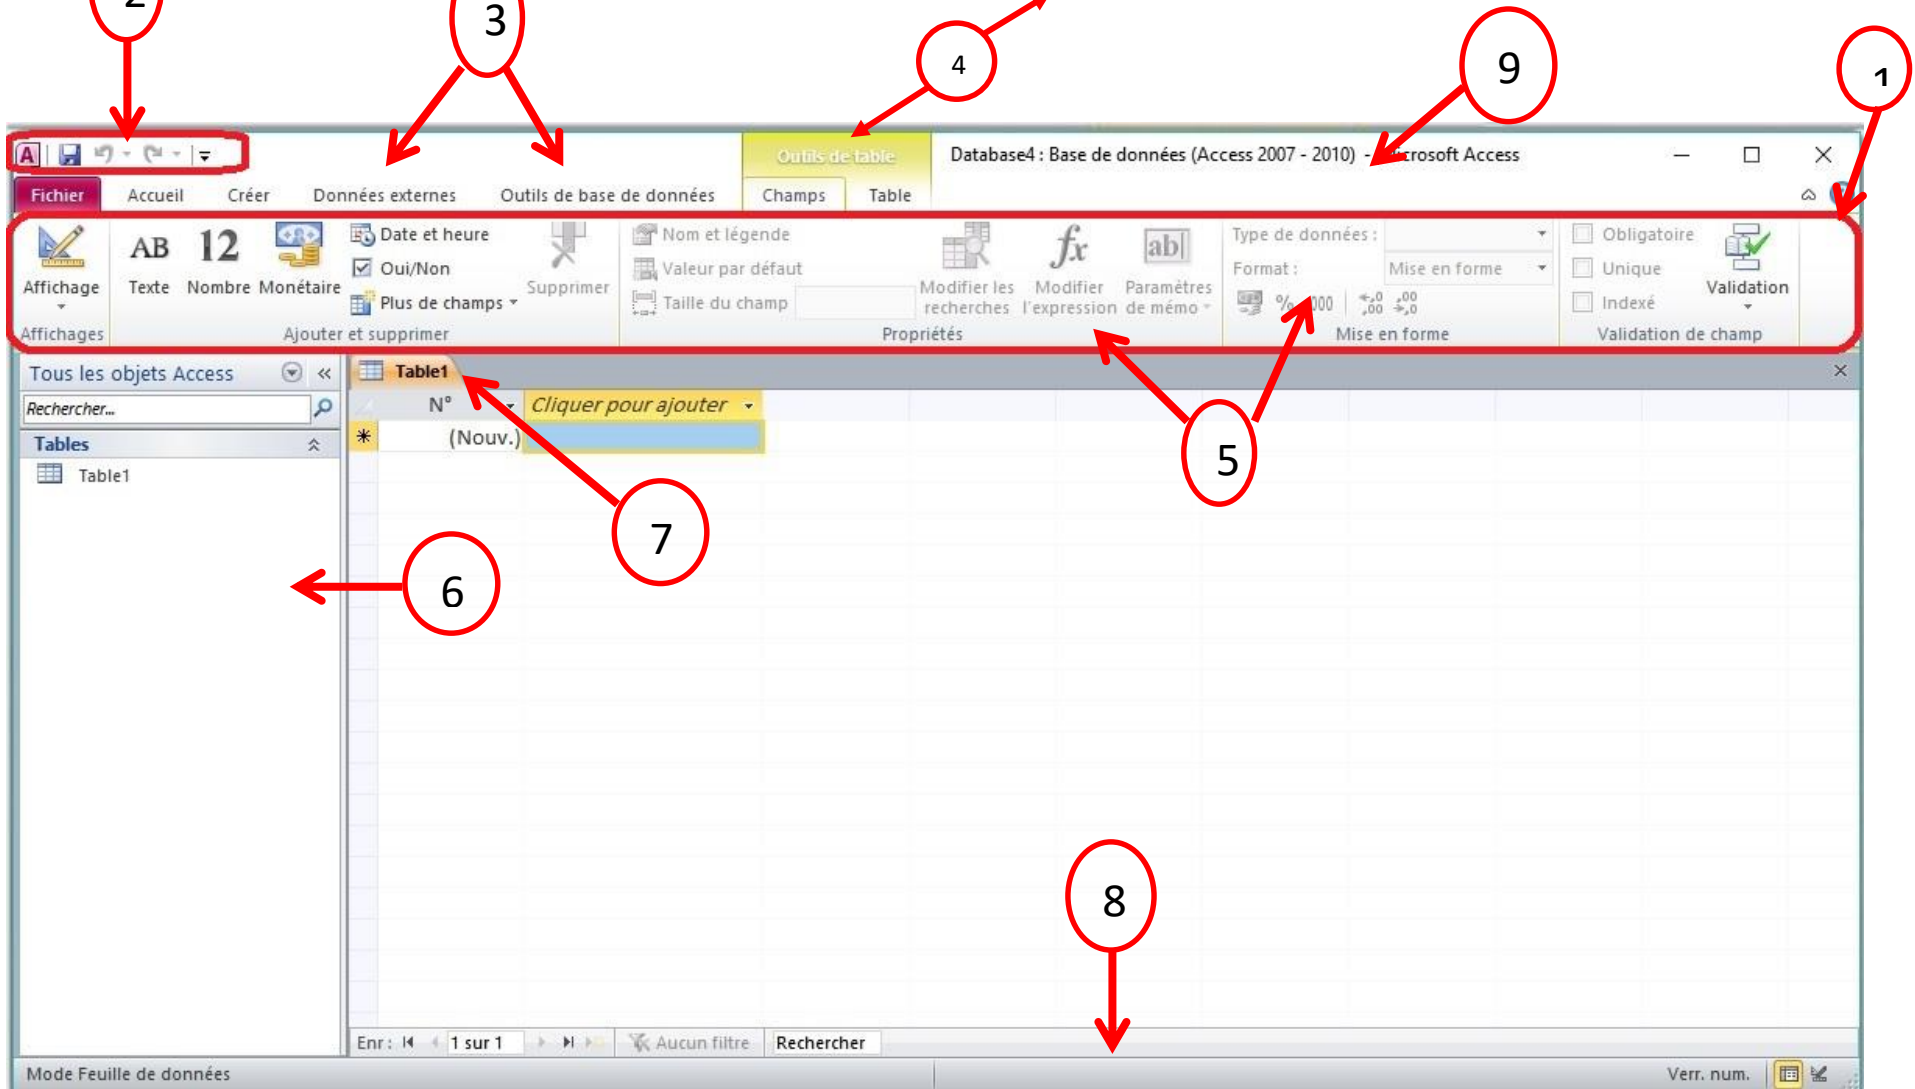 2
3
4
9
1
Outils de table
Database4 : Base de données (Access 2007 - 2010) - Microsoft Access
Fichier Accueil Créer Données externes Outils de base de données Champs Table
Affichage
Affichages
AB
Texte
12
Nombre
Monétaire
Date et heure
Oui/Non
Plus de champs
Supprimer
Ajouter et supprimer
Nom et légende
Valeur par défaut
Taille du champ
Modifier les
recherches
fx
Modifier
l'expression
ab|
Paramètres
de mémo
Propriétés
Type de données :
Format : Mise en forme
% 000 ,00 ,00
Mise en forme
Obligatoire
Unique
Indexé
Validation
Validation de champ
Tous les objets Access «
Rechercher...
Tables
Table1
Table1
N° Cliquer pour ajouter
(Nouv.)
5
7
6
8
Enr : 1 sur 1 Aucun filtre Rechercher
Mode Feuille de données Verr. num.